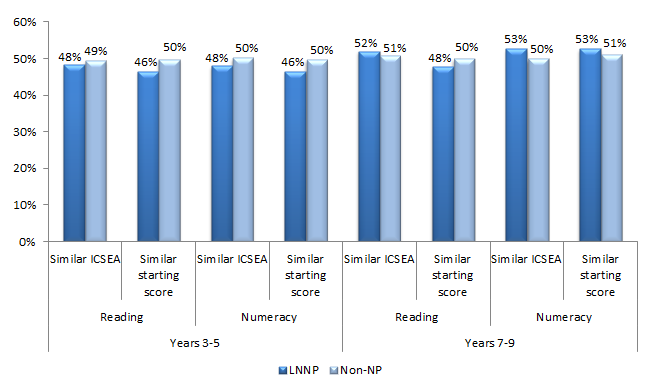 60%
50%
40%
30%
20%
10%
0%
48% 49%
46% 50%
48% 50%
46% 50%
52% 51%
48% 50%
53% 50%
53% 51%
Similar ICSEA
Similar
starting
score
Similar ICSEA
Similar
starting
score
Similar ICSEA
Similar
starting
score
Similar ICSEA
Similar
starting
score
Reading
Numeracy
Reading
Numeracy
Years 3-5
Years 7-9
LNNP
Non-NP